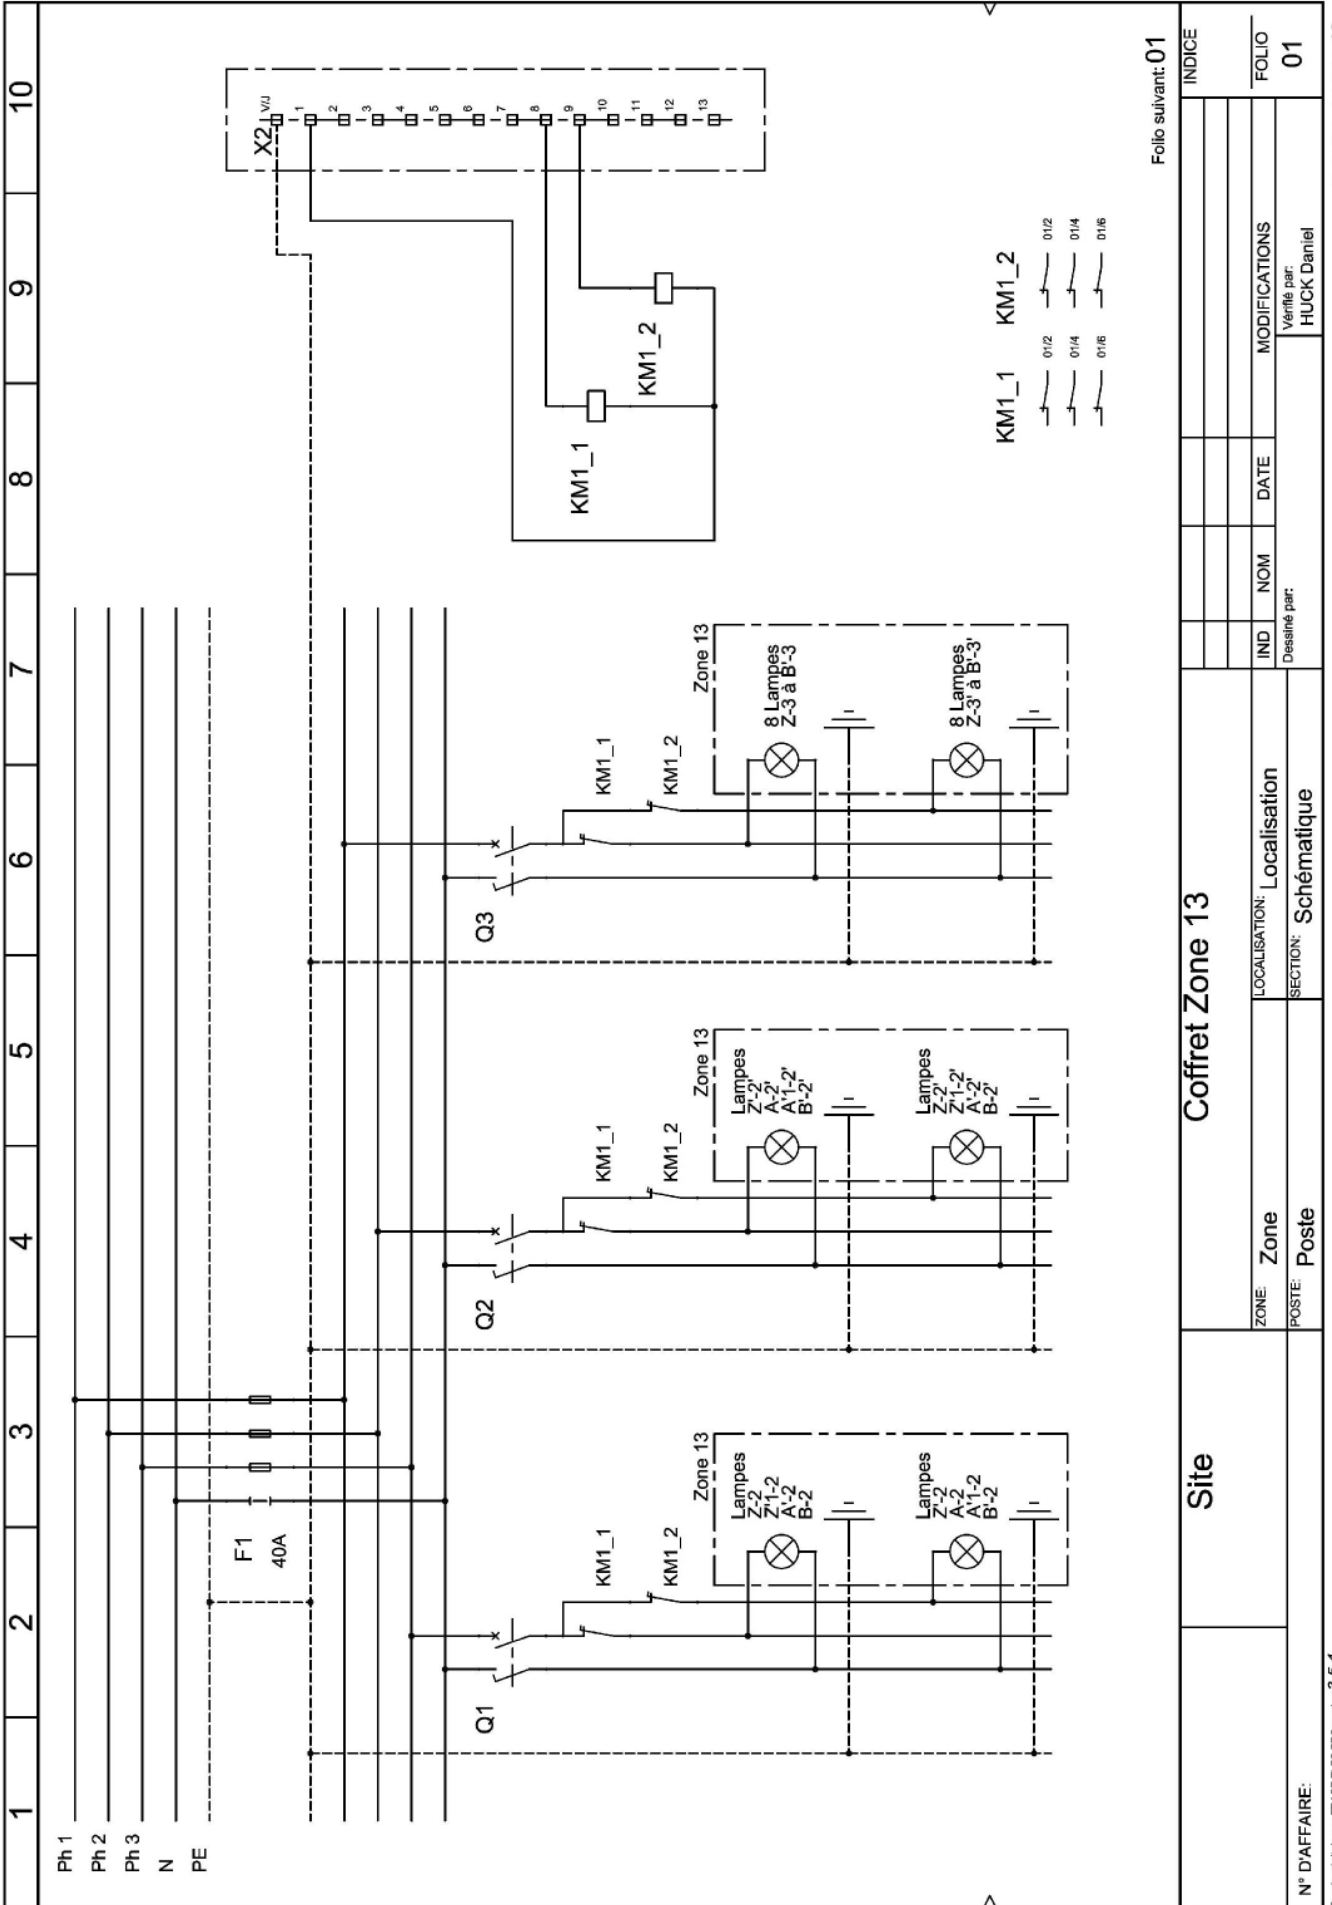 1
2
3
4
5
6
7
8
9
10
Ph 1
Ph 2
Ph 3
N
PE
F1
40A
X2
V/J
1
2
3
4
5
6
7
8
9
10
11
12
13
Q1
KM1_1
KM1_2
Zone 13
Lampes
Z-2
Z'1-2
A'-2
B-2
Lampes
Z'-2
A-2
A'1-2
B'-2
Q2
KM1_1
KM1_2
Zone 13
Lampes
Z'-2'
A-2'
A'1-2'
B'-2'
Lampes
Z-2'
Z'1-2'
A'-2'
B-2'
Q3
KM1_1
KM1_2
Zone 13
8 Lampes
Z-3 à B'-3
8 Lampes
Z-3' à B'-3'
KM1_1
KM1_2
KM1_1
01/2
01/4
01/6
KM1_2
01/2
01/4
01/6
Folio suivant: 01
Site
Coffret Zone 13
INDICE
ZONE: Zone
LOCALISATION: Localisation
IND
NOM
DATE
MODIFICATIONS
FOLIO
01
N° D'AFFAIRE:
POSTE: Poste
SECTION: Schématique
Dessiné par:
Vérifié par:
HUCK Daniel